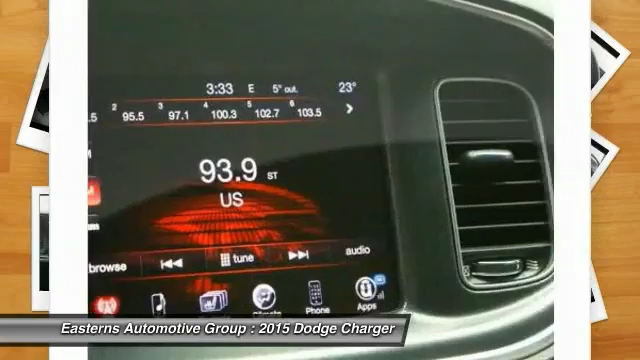 3:33 E 5° out. 23°
.5 2 95.5 3 97.1 4 100.3 5 102.7 6 103.5
93.9 ST
US
browse tune audio
Climate Phone Apps
Easterns Automotive Group : 2015 Dodge Charger